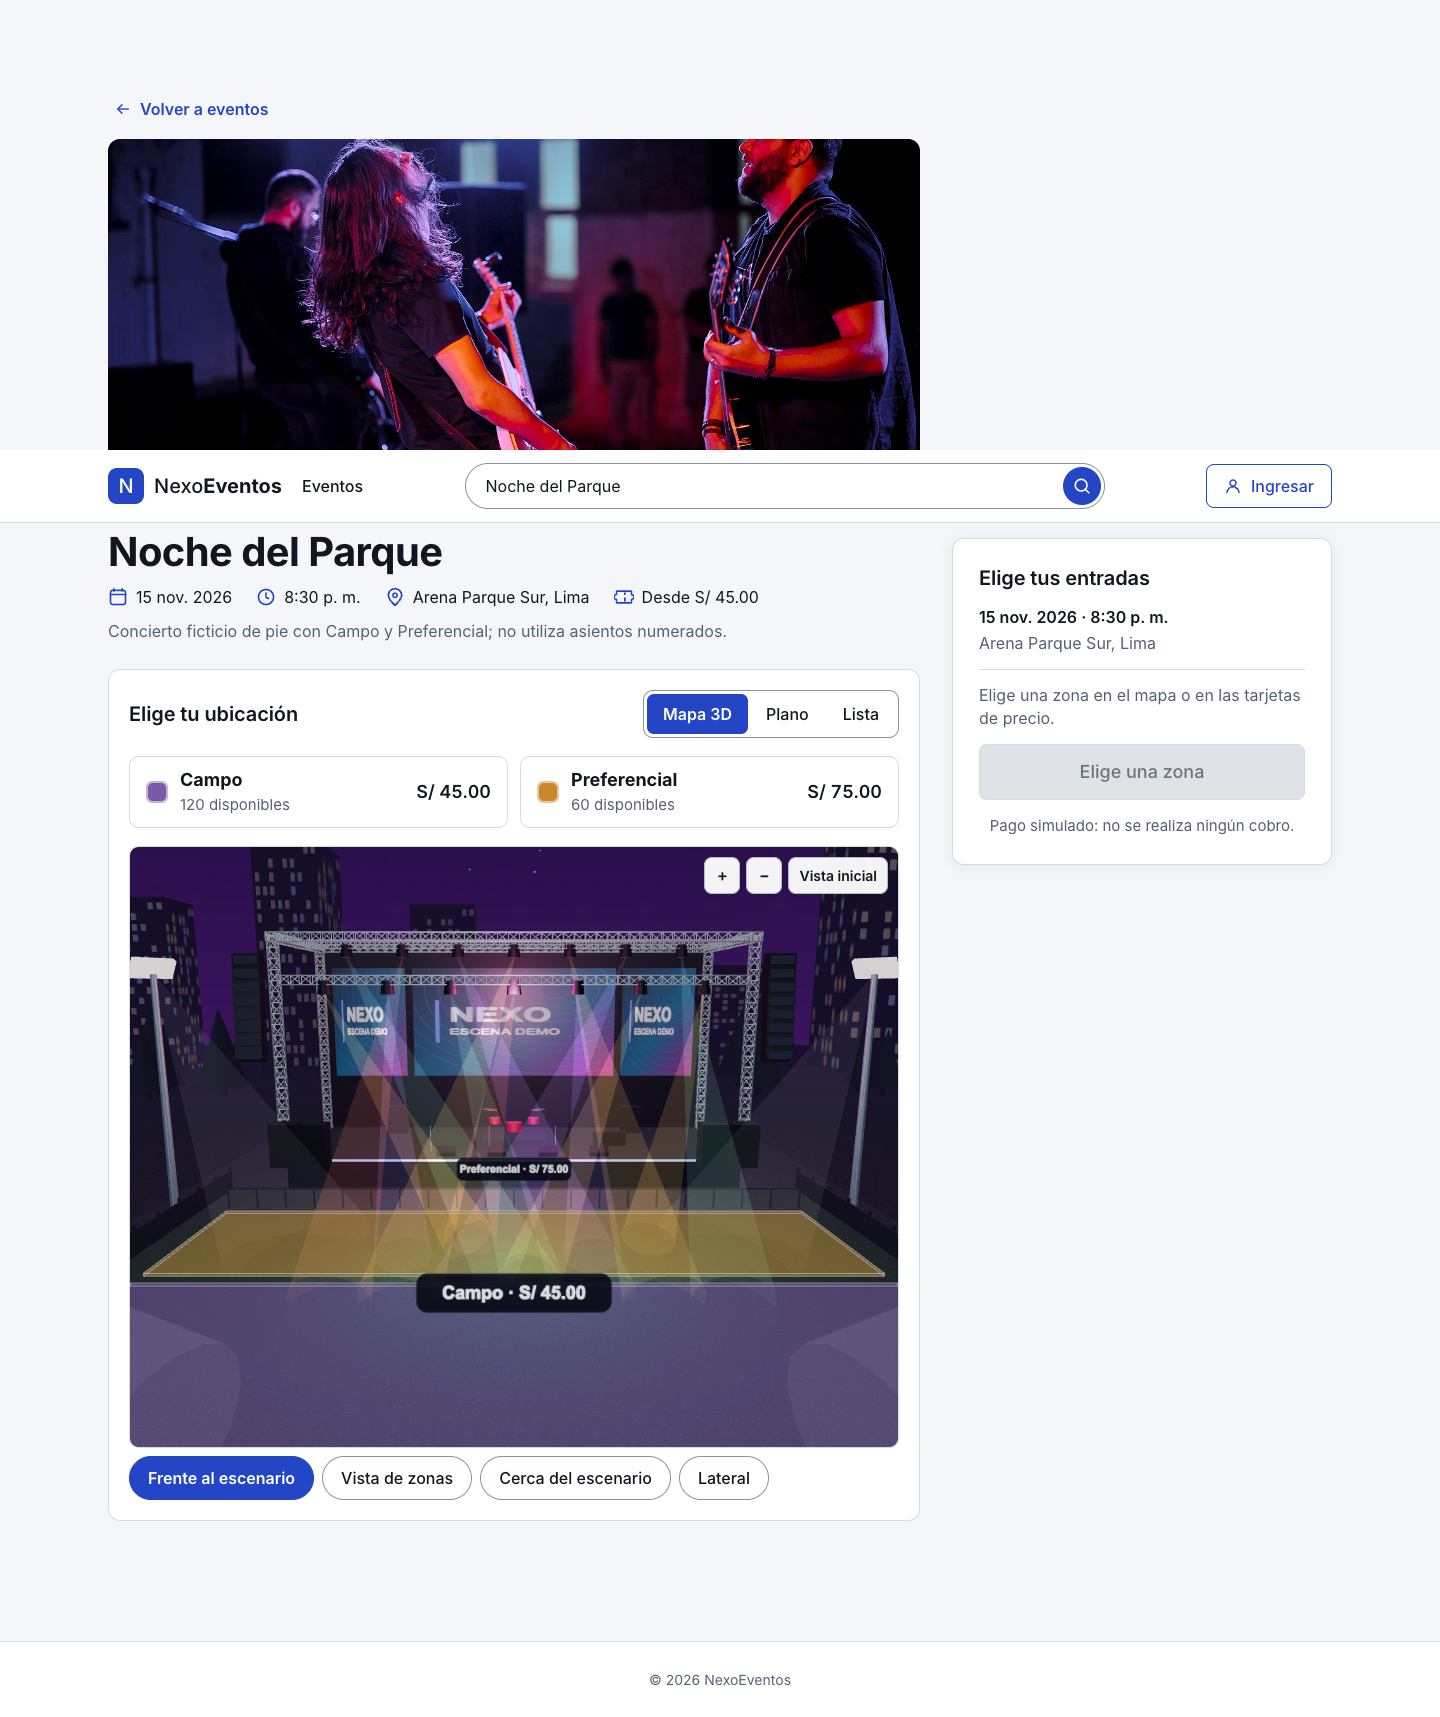 Volver a eventos
N NexoEventos Eventos Noche del Parque Ingresar
Noche del Parque
15 nov. 2026 8:30 p. m. Arena Parque Sur, Lima Desde S/ 45.00
Concierto ficticio de pie con Campo y Preferencial; no utiliza asientos numerados.
Elige tu ubicación
Mapa 3D Plano Lista
Campo
120 disponibles
S/ 45.00
Preferencial
60 disponibles
S/ 75.00
+ − Vista inicial
NEXO
ESCENA DEMO
NEXO
ESCENA DEMO
NEXO
ESCENA DEMO
Preferencial · S/ 75.00
Campo · S/ 45.00
Frente al escenario Vista de zonas Cerca del escenario Lateral
Elige tus entradas
15 nov. 2026 · 8:30 p. m.
Arena Parque Sur, Lima
Elige una zona en el mapa o en las tarjetas
de precio.
Elige una zona
Pago simulado: no se realiza ningún cobro.
© 2026 NexoEventos